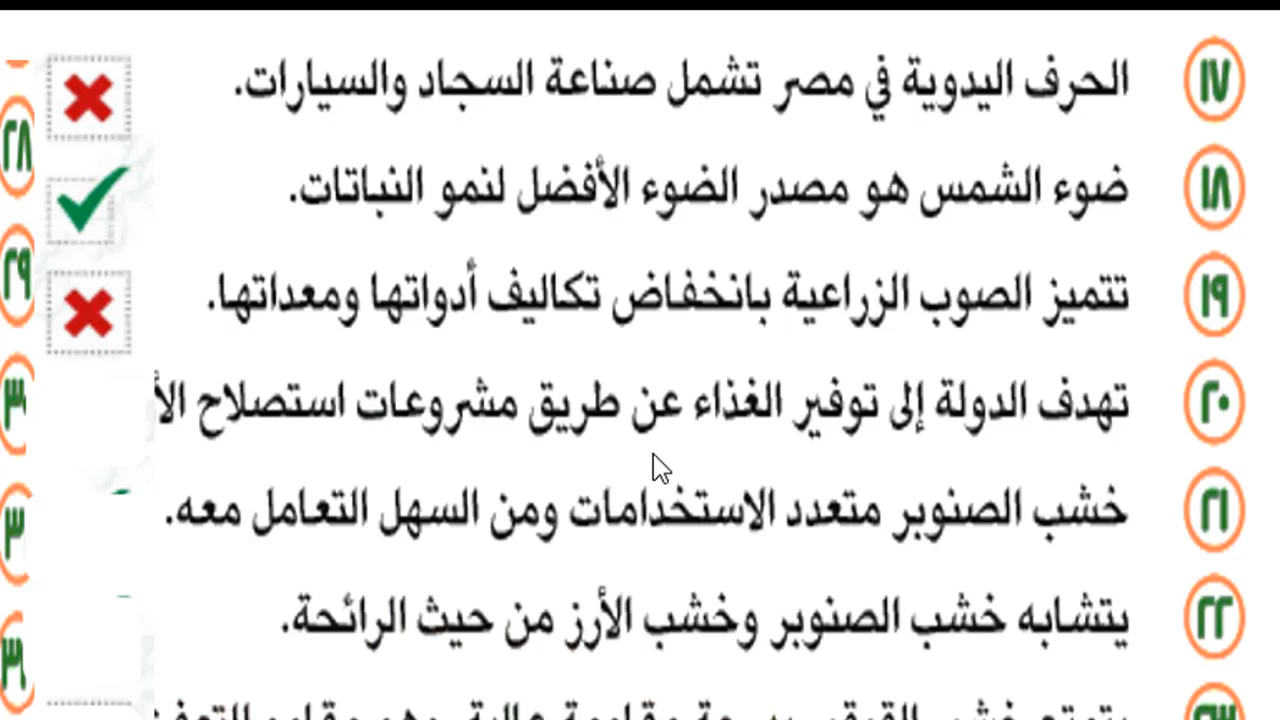 ١٧ الحرف اليدوية في مصر تشمل صناعة السجاد والسيارات.
١٨ ضوء الشمس هو مصدر الضوء الأفضل لنمو النباتات.
١٩ تتميز الصوب الزراعية بانخفاض تكاليف أدواتها ومعداتها.
٢٠ تهدف الدولة إلى توفير الغذاء عن طريق مشروعات استصلاح
٢١ خشب الصنوبر متعدد الاستخدامات ومن السهل التعامل معه.
٢٢ يتشابه خشب الصنوبر وخشب الأرز من حيث الرائحة.
٢٨
٢٩